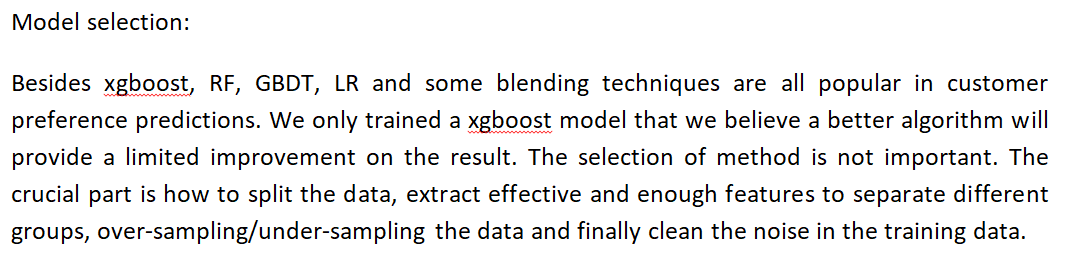 Model selection:
Besides xgboost, RF, GBDT, LR and some blending techniques are all popular in customer
preference predictions. We only trained a xgboost model that we believe a better algorithm will
provide a limited improvement on the result. The selection of method is not important. The
crucial part is how to split the data, extract effective and enough features to separate different
groups, over-sampling/under-sampling the data and finally clean the noise in the training data.